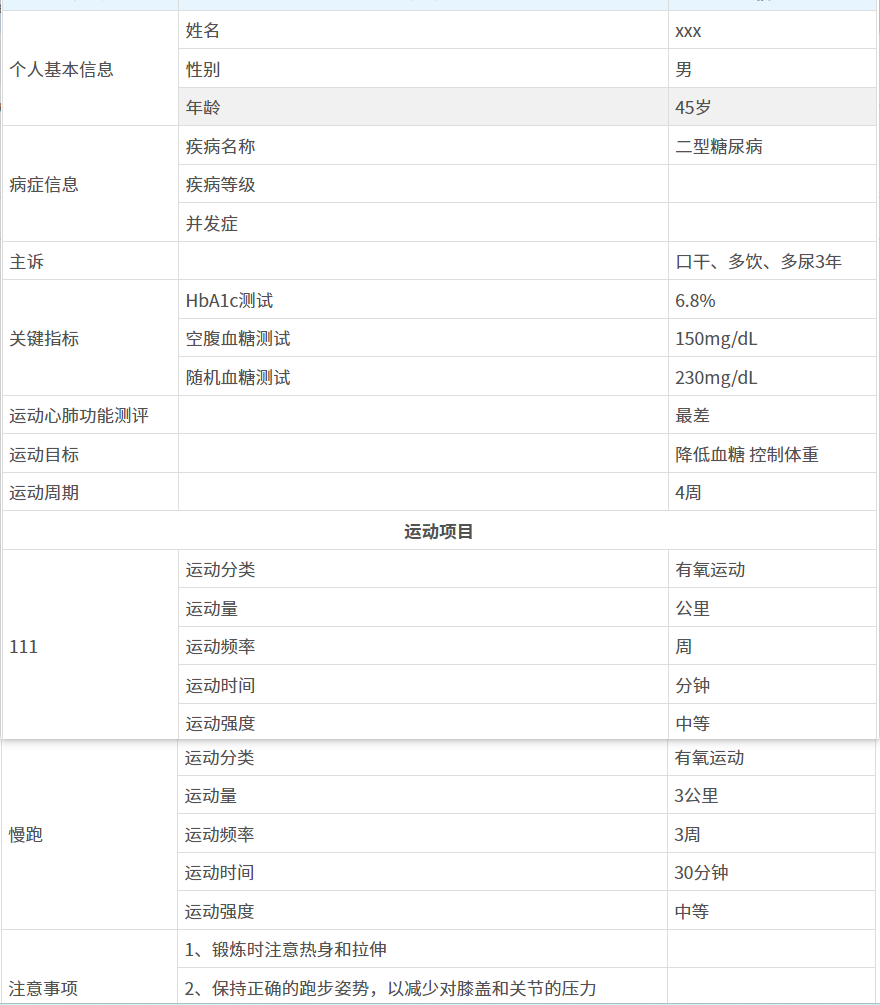 姓名 xxx
个人基本信息 性别 男
年龄 45岁
疾病名称 二型糖尿病
病症信息 疾病等级
并发症
主诉 口干、多饮、多尿3年
HbA1c测试 6.8%
关键指标 空腹血糖测试 150mg/dL
随机血糖测试 230mg/dL
运动心肺功能测评 最差
运动目标 降低血糖 控制体重
运动周期 4周
运动项目
运动分类 有氧运动
运动量 公里
111 运动频率 周
运动时间 分钟
运动强度 中等
运动分类 有氧运动
运动量 3公里
慢跑 运动频率 3周
运动时间 30分钟
运动强度 中等
1、锻炼时注意热身和拉伸
注意事项 2、保持正确的跑步姿势，以减少对膝盖和关节的压力